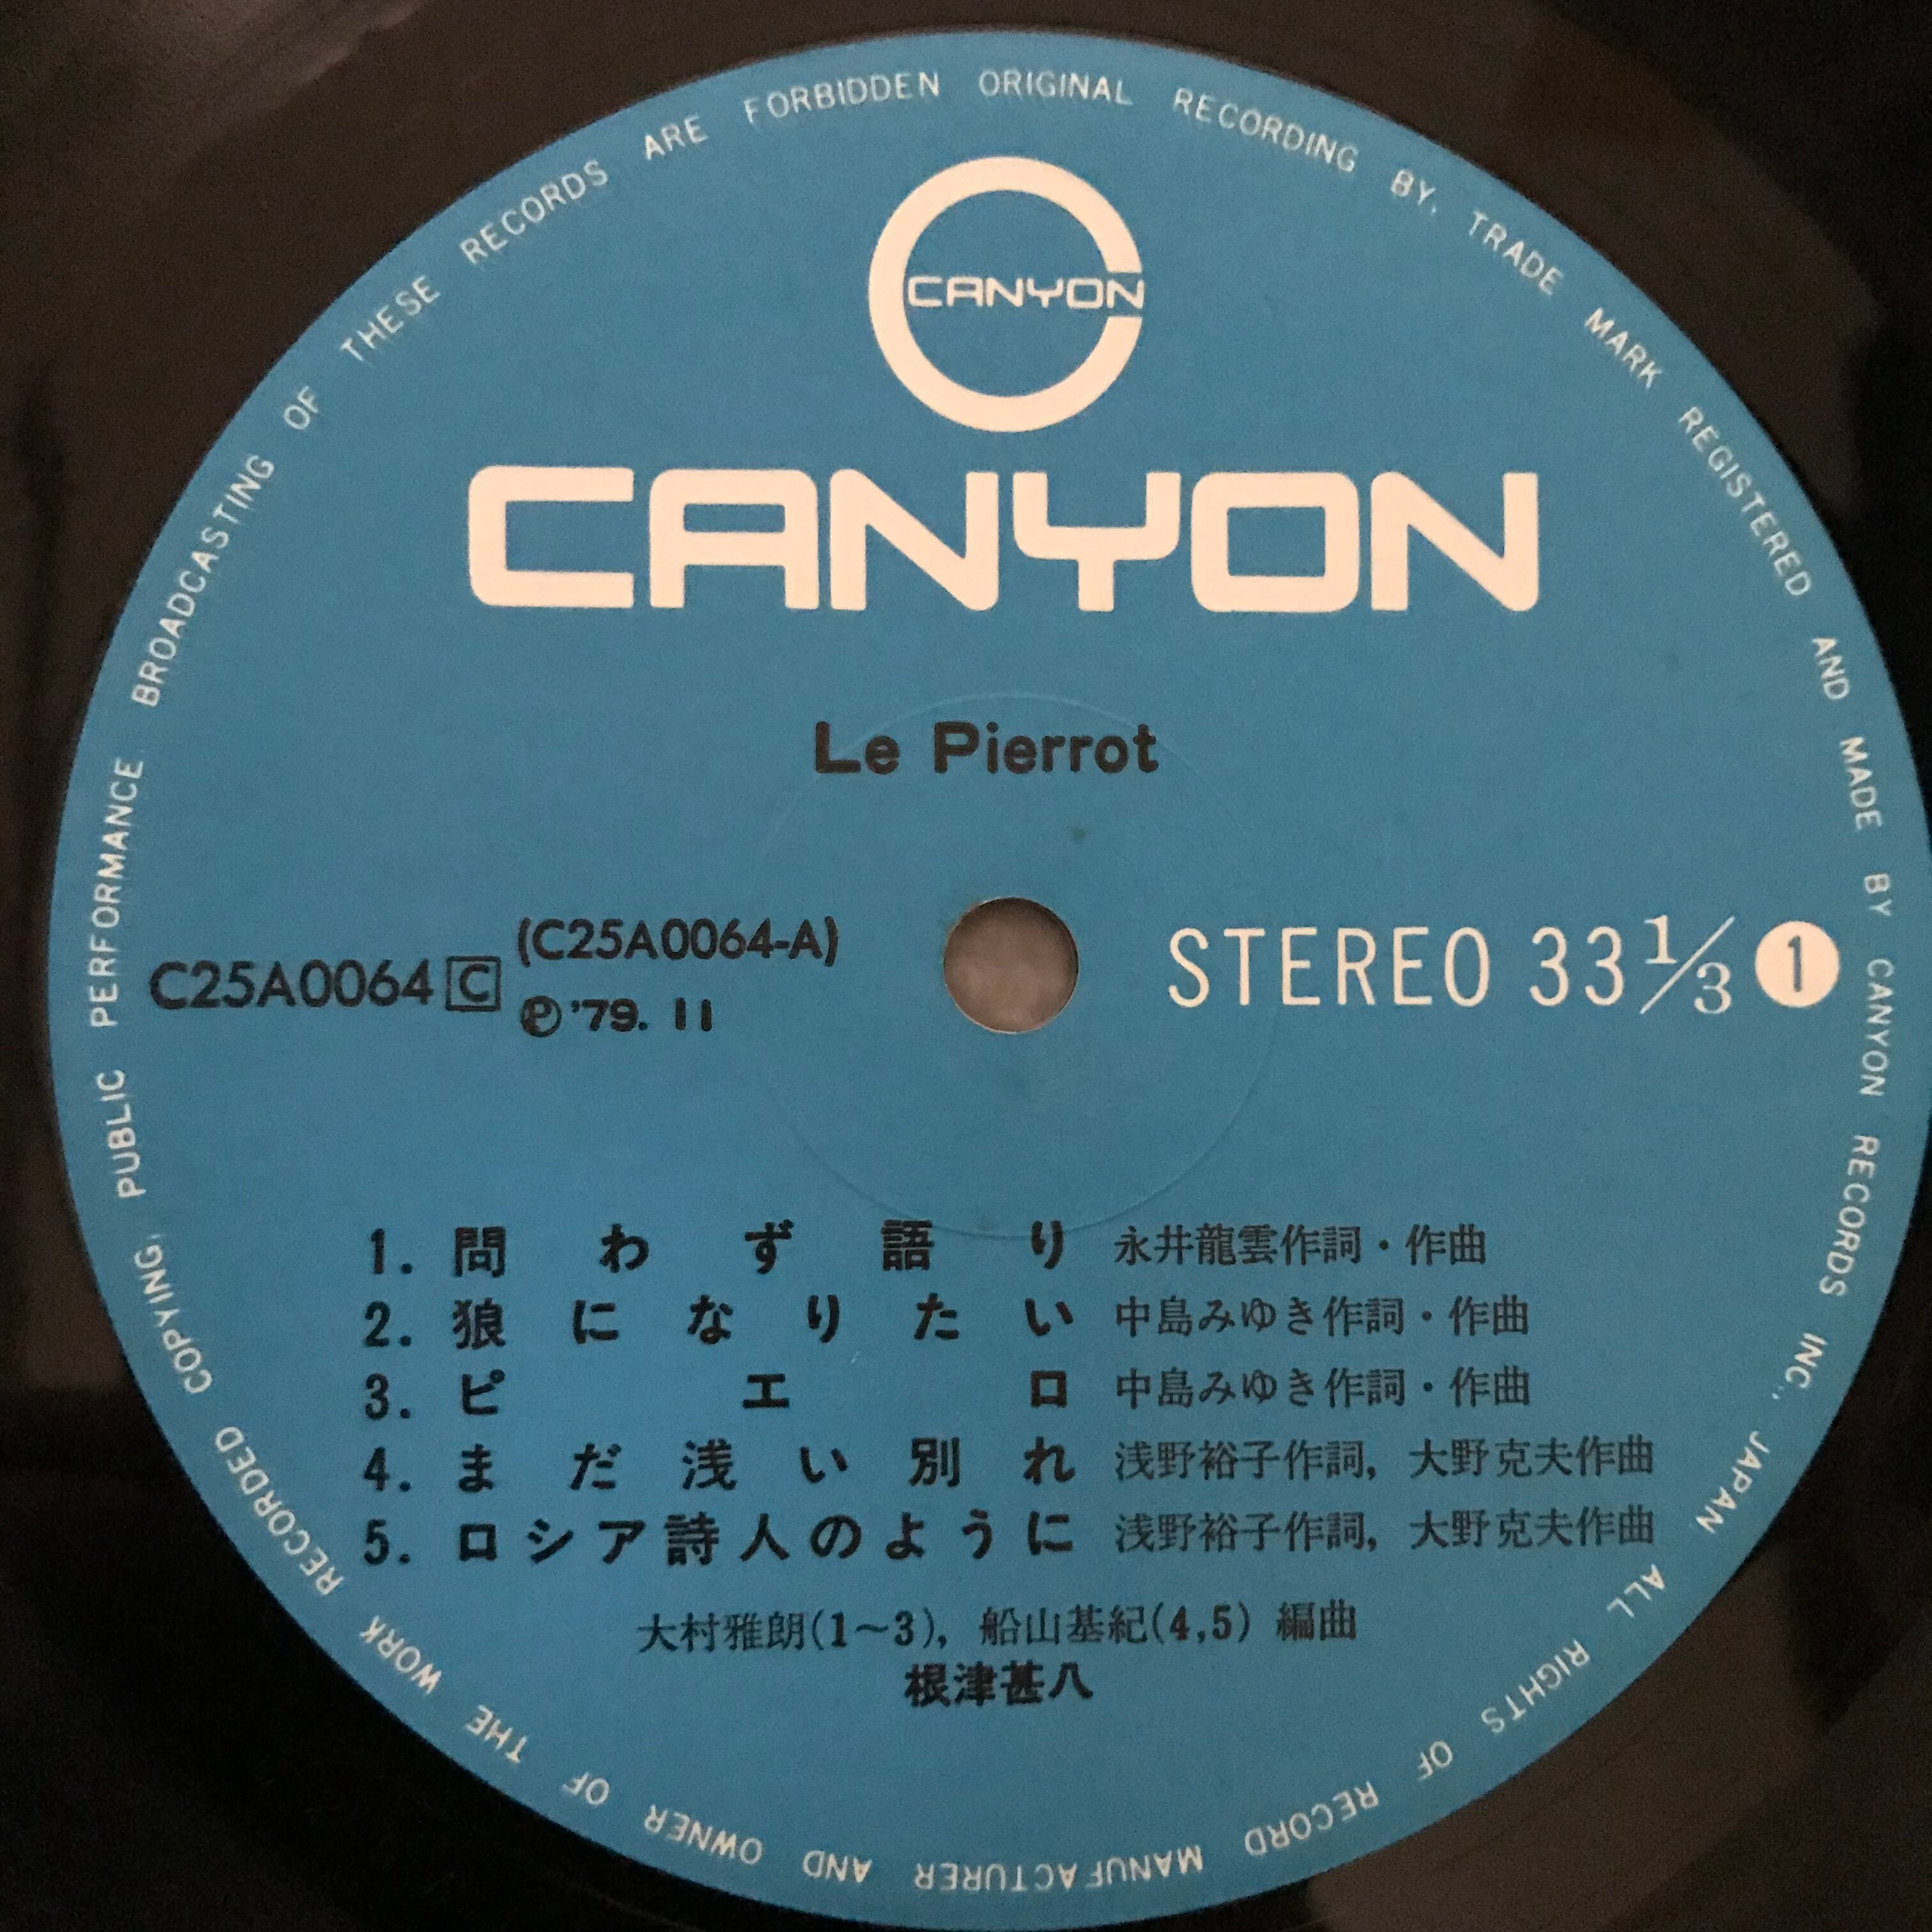 CANYON
CANYON
Le Pierrot
C25A0064 C (C25A0064-A)
Ⓟ '79. 11
STEREO 33 1/3 1
1. 問わず語り 永井龍雲作詞・作曲
2. 狼になりたい 中島みゆき作詞・作曲
3. ピエロ 中島みゆき作詞・作曲
4. まだ浅い別れ 浅野裕子作詞, 大野克夫作曲
5. ロシア詩人のように 浅野裕子作詞, 大野克夫作曲
大村雅朗(1~3), 船山基紀(4,5) 編曲
根津甚八
ORIGINAL RECORDING BY, TRADE MARK REGISTERED AND MADE BY CANYON RECORDS INC., JAPAN ALL RIGHTS OF RECORD MANUFACTURER AND OWNER OF THE WORK RECORDED COPYING, PUBLIC PERFORMANCE BROADCASTING OF THESE RECORDS ARE FORBIDDEN